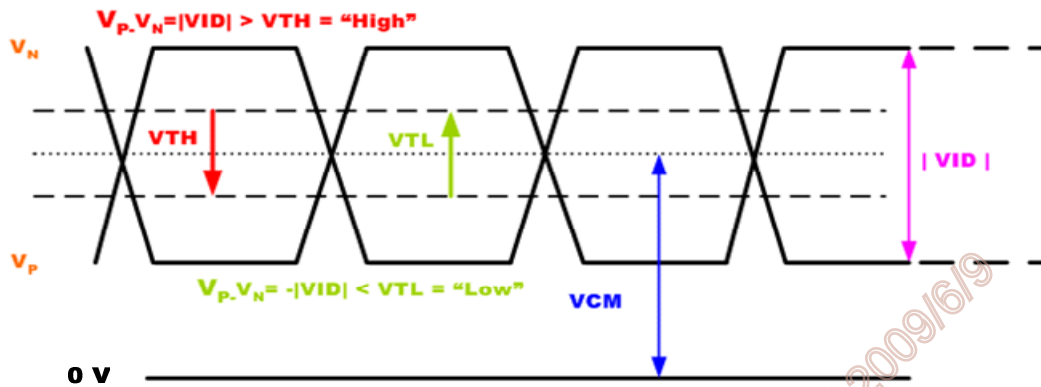 VP-VN=|VID| > VTH = “High”
VN
VTH
VTL
| VID |
VP
VP-VN= -|VID| < VTL = “Low”
VCM
0 V
2009/6/9